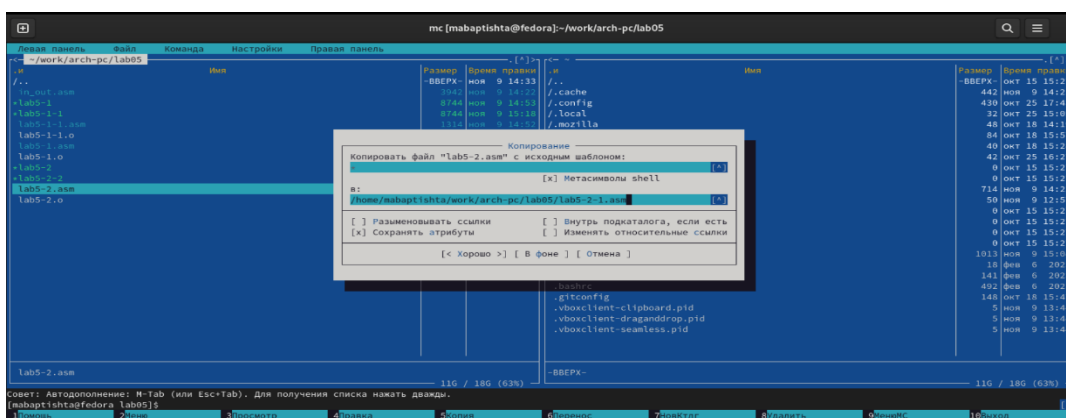 mc [mabaptishta@fedora]:~/work/arch-pc/lab05
Левая панель Файл Команда Настройки Правая панель
<─ ~/work/arch-pc/lab05 .[^]> <─ ~ .[^]
.и Имя Размер Время правки .и Имя Размер Время правк
/.. -ВВЕРХ- ноя 9 14:33 /.. -ВВЕРХ- окт 15 15:2
in_out.asm 3942 ноя 9 14:22 /.cache 442 ноя 9 14:2
*lab5-1 8744 ноя 9 14:53 /.config 430 окт 25 17:4
*lab5-1-1 8744 ноя 9 15:18 /.local 32 окт 25 15:0
lab5-1-1.asm 1314 ноя 9 14:52 /.mozilla 48 окт 18 14:1
lab5-1-1.o 84 окт 18 15:5
lab5-1.asm Копирование 40 окт 18 15:2
lab5-1.o Копировать файл "lab5-2.asm" с исходным шаблоном: 42 окт 25 16:2
*lab5-2 * [^] 0 окт 15 15:2
*lab5-2-2 [x] Метасимволы shell 0 окт 15 15:2
lab5-2.asm в: 714 ноя 9 14:2
lab5-2.o /home/mabaptishta/work/arch-pc/lab05/lab5-2-1.asm [^] 50 ноя 9 12:5
0 окт 15 15:2
[ ] Разыменовывать ссылки [ ] Внутрь подкаталога, если есть 0 окт 15 15:2
[x] Сохранять атрибуты [ ] Изменять относительные ссылки 0 окт 15 15:2
1013 ноя 9 15:0
[< Хорошо >] [ В фоне ] [ Отмена ] 18 фев 6 202
141 фев 6 202
.bashrc 492 фев 6 202
.gitconfig 148 окт 18 15:4
.vboxclient-clipboard.pid 5 ноя 9 13:4
.vboxclient-draganddrop.pid 5 ноя 9 13:4
.vboxclient-seamless.pid 5 ноя 9 13:4
lab5-2.asm -ВВЕРХ-
11G / 18G (63%) 11G / 18G (63%)
Совет: Автодополнение: M-Tab (или Esc+Tab). Для получения списка нажать дважды.
[mabaptishta@fedora lab05]$
1Помощь 2Меню 3Просмотр 4Правка 5Копия 6Перенос 7НовКтлг 8Удалить 9МенюMC 10Выход